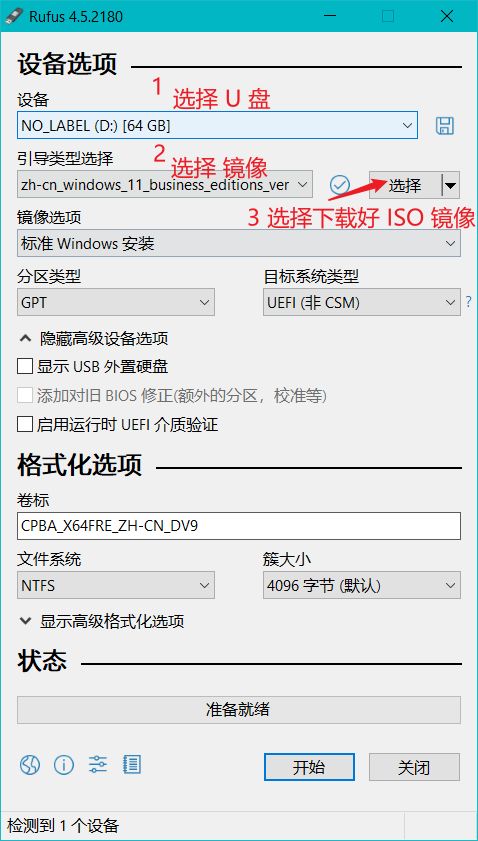 Rufus 4.5.2180
设备选项
设备
1 选择 U 盘
NO_LABEL (D:) [64 GB]
引导类型选择
2 选择 镜像
zh-cn_windows_11_business_editions_ver
选择
3 选择下载好 ISO 镜像
镜像选项
标准 Windows 安装
分区类型
目标系统类型
GPT
UEFI (非 CSM)
?
隐藏高级设备选项
显示 USB 外置硬盘
添加对旧 BIOS 修正(额外的分区，校准等)
启用运行时 UEFI 介质验证
格式化选项
卷标
CPBA_X64FRE_ZH-CN_DV9
文件系统
簇大小
NTFS
4096 字节 (默认)
显示高级格式化选项
状态
准备就绪
开始
关闭
检测到 1 个设备